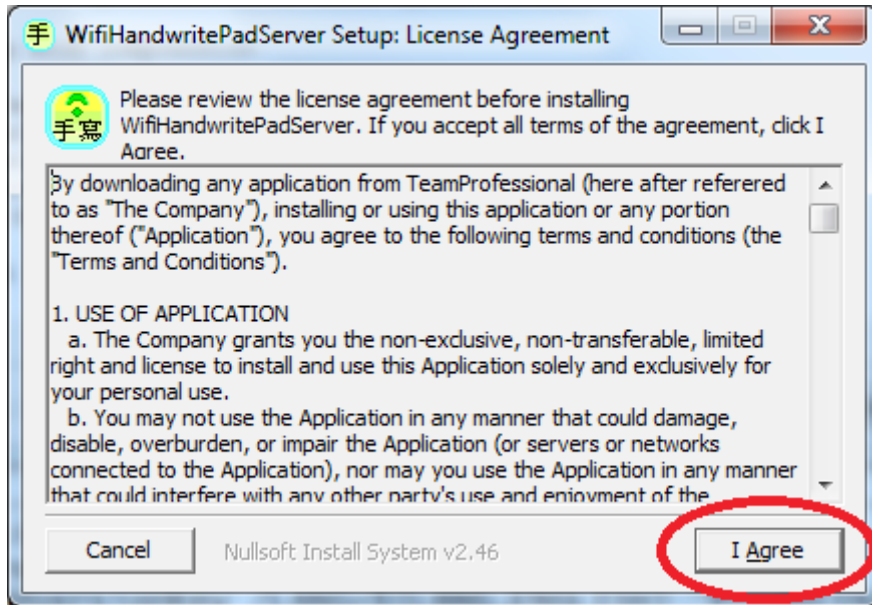 手 WifiHandwritePadServer Setup: License Agreement
手寫
Please review the license agreement before installing
WifiHandwritePadServer. If you accept all terms of the agreement, click I
Agree.
By downloading any application from TeamProfessional (here after referered
to as "The Company"), installing or using this application or any portion
thereof ("Application"), you agree to the following terms and conditions (the
"Terms and Conditions").
1. USE OF APPLICATION
a. The Company grants you the non-exclusive, non-transferable, limited
right and license to install and use this Application solely and exclusively for
your personal use.
b. You may not use the Application in any manner that could damage,
disable, overburden, or impair the Application (or servers or networks
connected to the Application), nor may you use the Application in any manner
that could interfere with any other party's use and enjoyment of the
Cancel Nullsoft Install System v2.46 I Agree